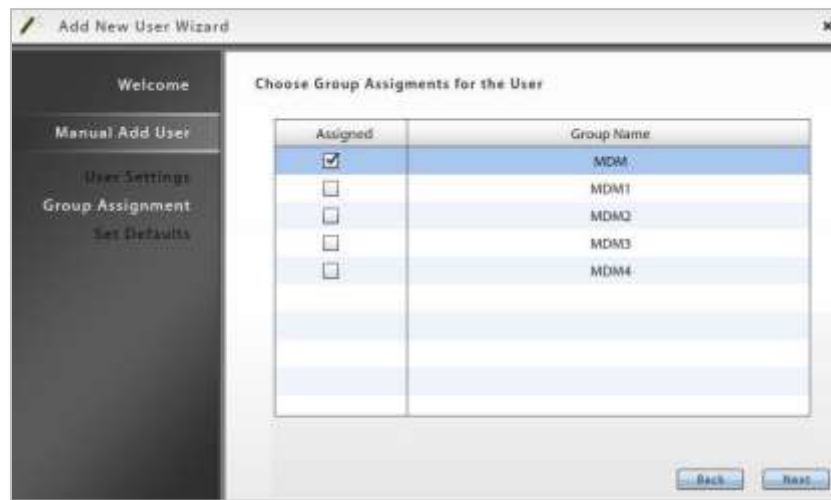 Add New User Wizard
Welcome
Manual Add User
User Settings
Group Assignment
Set Defaults
Choose Group Assigments for the User
Assigned Group Name
MDM
MDM1
MDM2
MDM3
MDM4
Back Next